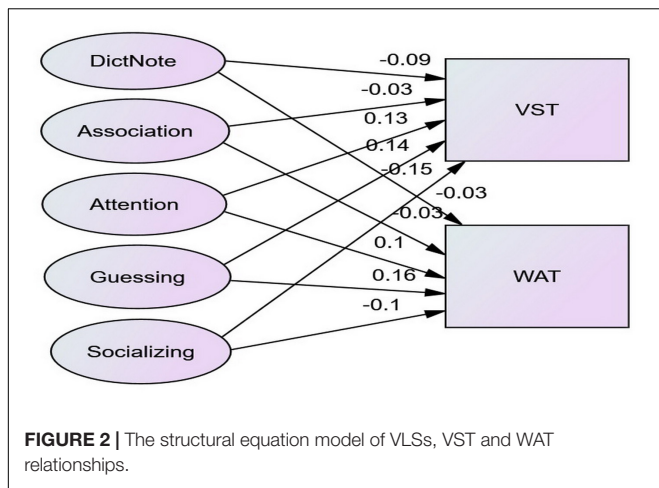 DictNote
Association
Attention
Guessing
Socializing
-0.09
-0.03
0.13
0.14
-0.15
-0.03
-0.03
0.1
0.16
-0.1
VST
WAT
FIGURE 2 | The structural equation model of VLSs, VST and WAT
relationships.